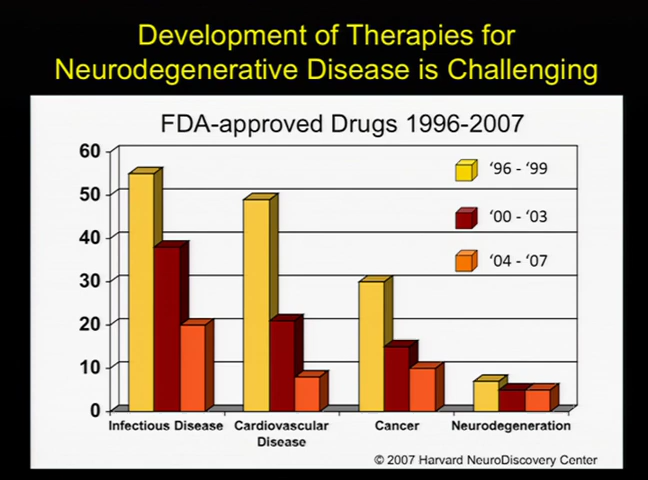 Development of Therapies for
Neurodegenerative Disease is Challenging
FDA-approved Drugs 1996-2007
60
50
40
30
20
10
0
‘96 - ‘99
‘00 - ‘03
‘04 - ‘07
Infectious Disease
Cardiovascular
Disease
Cancer
Neurodegeneration
© 2007 Harvard NeuroDiscovery Center